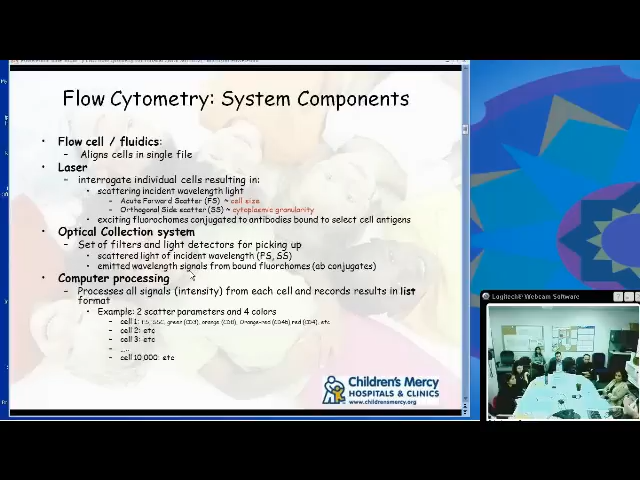 Flow Cytometry: System Components
• Flow cell / fluidics:
– Aligns cells in single file
• Laser
– interrogate individual cells resulting in:
• scattering incident wavelength light
– Acute Forward Scatter (FS) ~ cell size
– Orthogonal Side scatter (SS) ~ cytoplasmic granularity
• exciting fluorochomes conjugated to antibodies bound to select cell antigens
• Optical Collection system
– Set of filters and light detectors for picking up
• scattered light of incident wavelength (FS, SS)
• emitted wavelength signals from bound fluorchomes (ab conjugates)
• Computer processing
– Processes all signals (intensity) from each cell and records results in list
format
• Example: 2 scatter parameters and 4 colors
– cell 1: FS, SSC, green (CD3), orange (CD8), Orange-red (CD45) red (CD4), etc
– cell 2: etc
– cell 3: etc
– ....
– cell 10,000: etc
Children's Mercy
HOSPITALS & CLINICS
www.childrensmercy.org
Logitech® Webcam Software